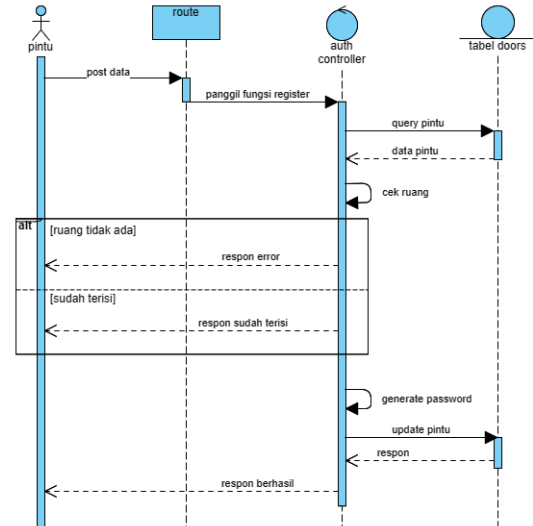 route
pintu
auth
controller
tabel doors
post data
panggil fungsi register
query pintu
data pintu
cek ruang
alt
[ruang tidak ada]
respon error
[sudah terisi]
respon sudah terisi
generate password
update pintu
respon
respon berhasil